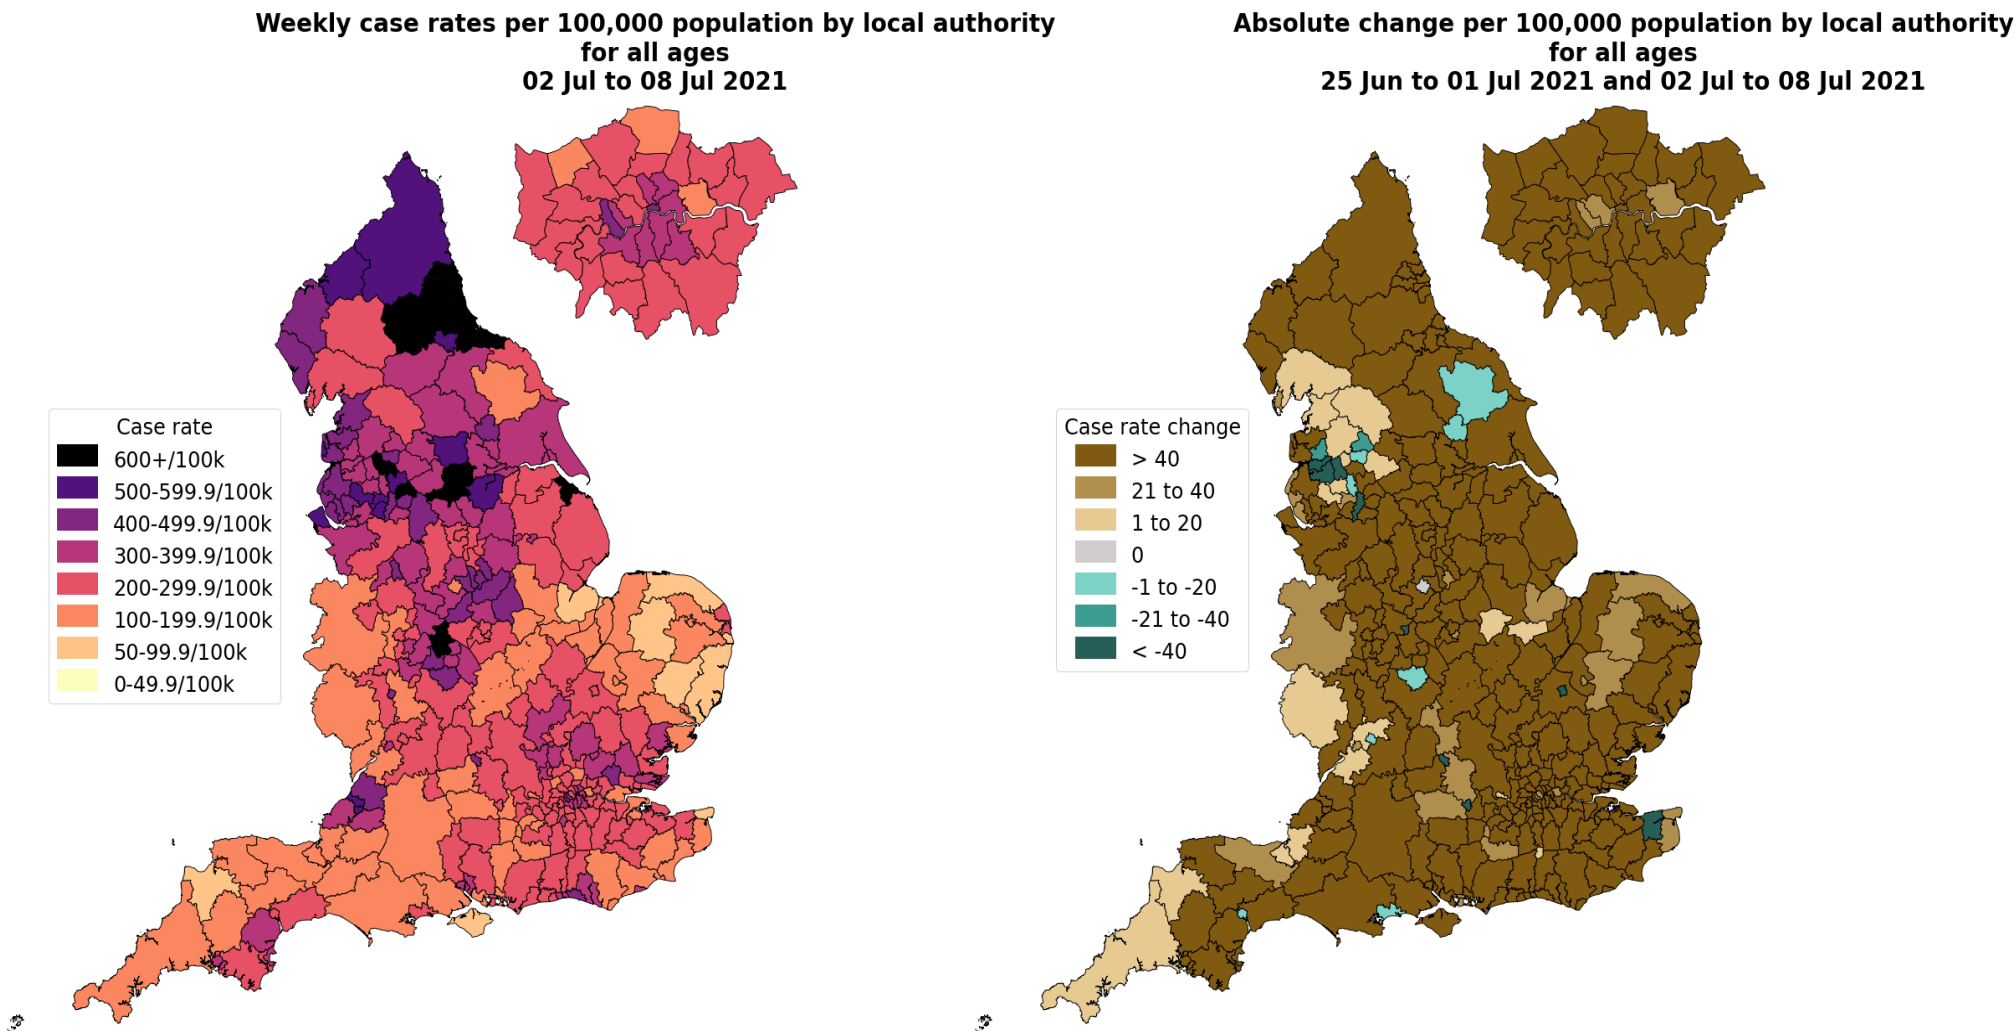 Weekly case rates per 100,000 population by local authority
for all ages
02 Jul to 08 Jul 2021
Case rate
600+/100k
500-599.9/100k
400-499.9/100k
300-399.9/100k
200-299.9/100k
100-199.9/100k
50-99.9/100k
0-49.9/100k
Absolute change per 100,000 population by local authority
for all ages
25 Jun to 01 Jul 2021 and 02 Jul to 08 Jul 2021
Case rate change
> 40
21 to 40
1 to 20
0
-1 to -20
-21 to -40
< -40